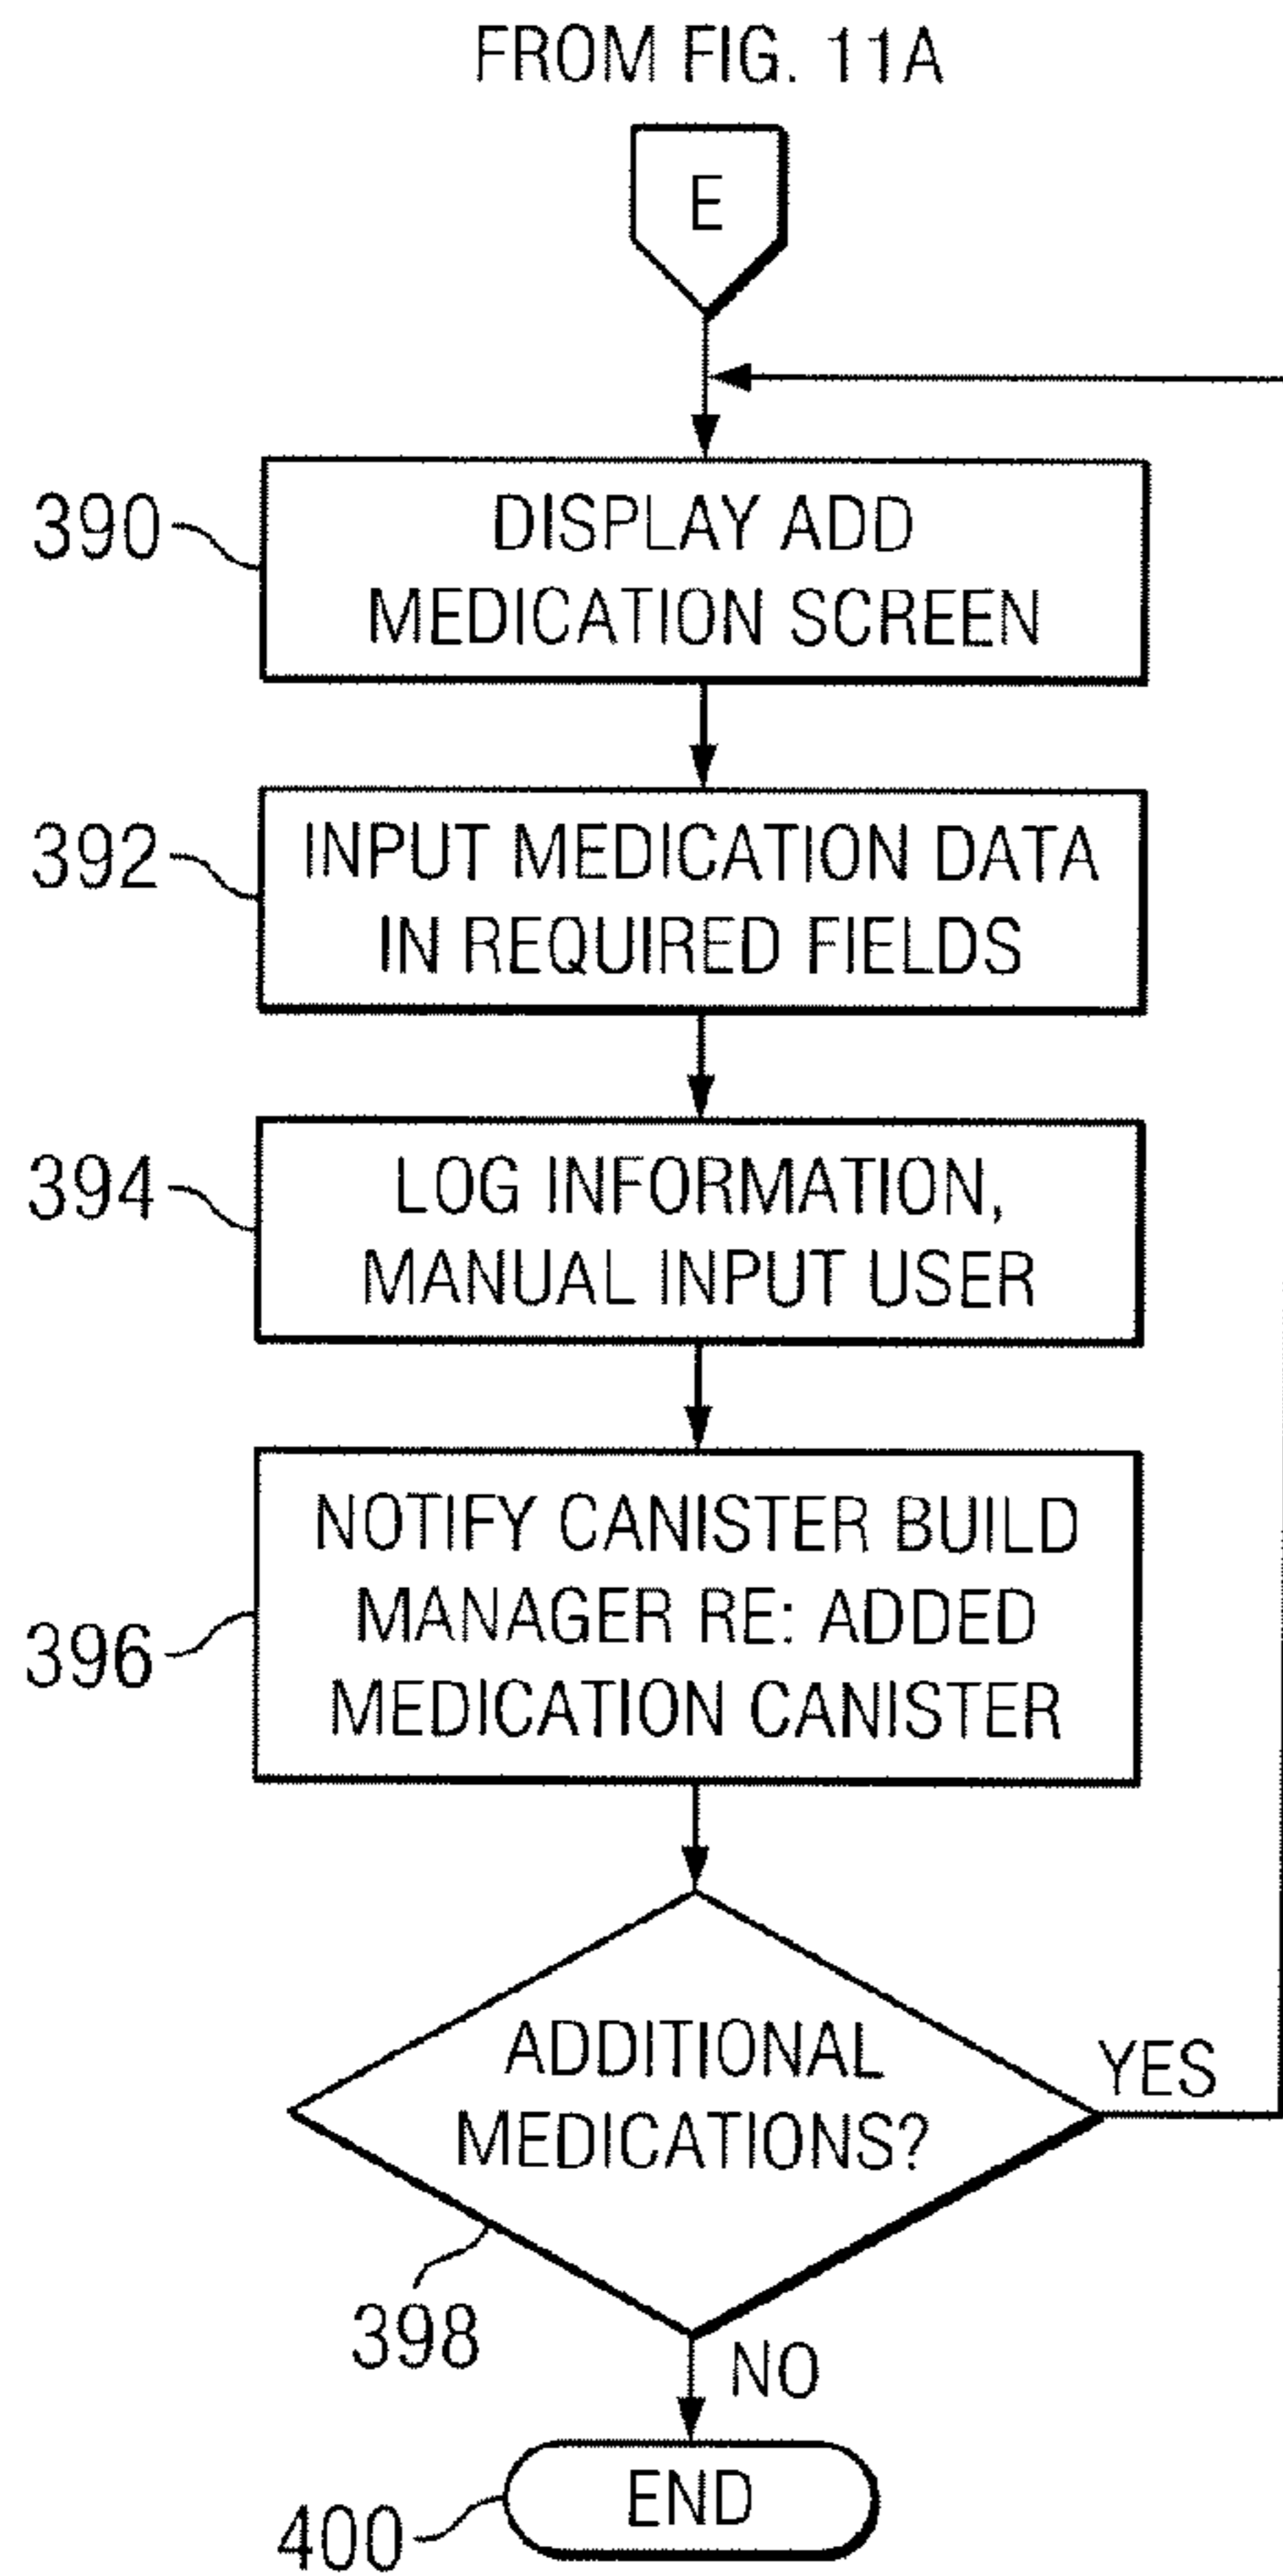 FROM FIG. 11A
E
390
DISPLAY ADD
MEDICATION SCREEN
392
INPUT MEDICATION DATA
IN REQUIRED FIELDS
394
LOG INFORMATION,
MANUAL INPUT USER
396
NOTIFY CANISTER BUILD
MANAGER RE: ADDED
MEDICATION CANISTER
ADDITIONAL
MEDICATIONS?
YES
398
NO
END
400